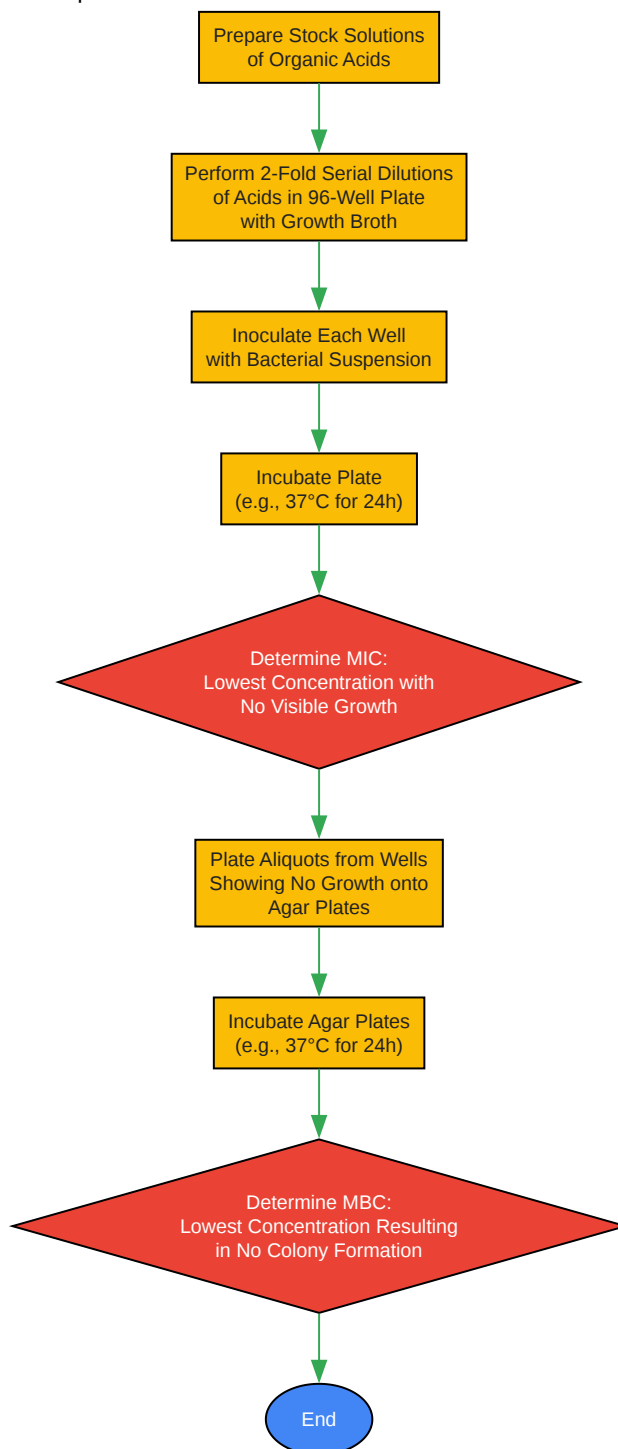 Prepare Stock Solutions
of Organic Acids
Perform 2-Fold Serial Dilutions
of Acids in 96-Well Plate
with Growth Broth
Inoculate Each Well
with Bacterial Suspension
Incubate Plate
(e.g., 37°C for 24h)
Determine MIC:
Lowest Concentration with
No Visible Growth
Plate Aliquots from Wells
Showing No Growth onto
Agar Plates
Incubate Agar Plates
(e.g., 37°C for 24h)
Determine MBC:
Lowest Concentration Resulting
in No Colony Formation
End